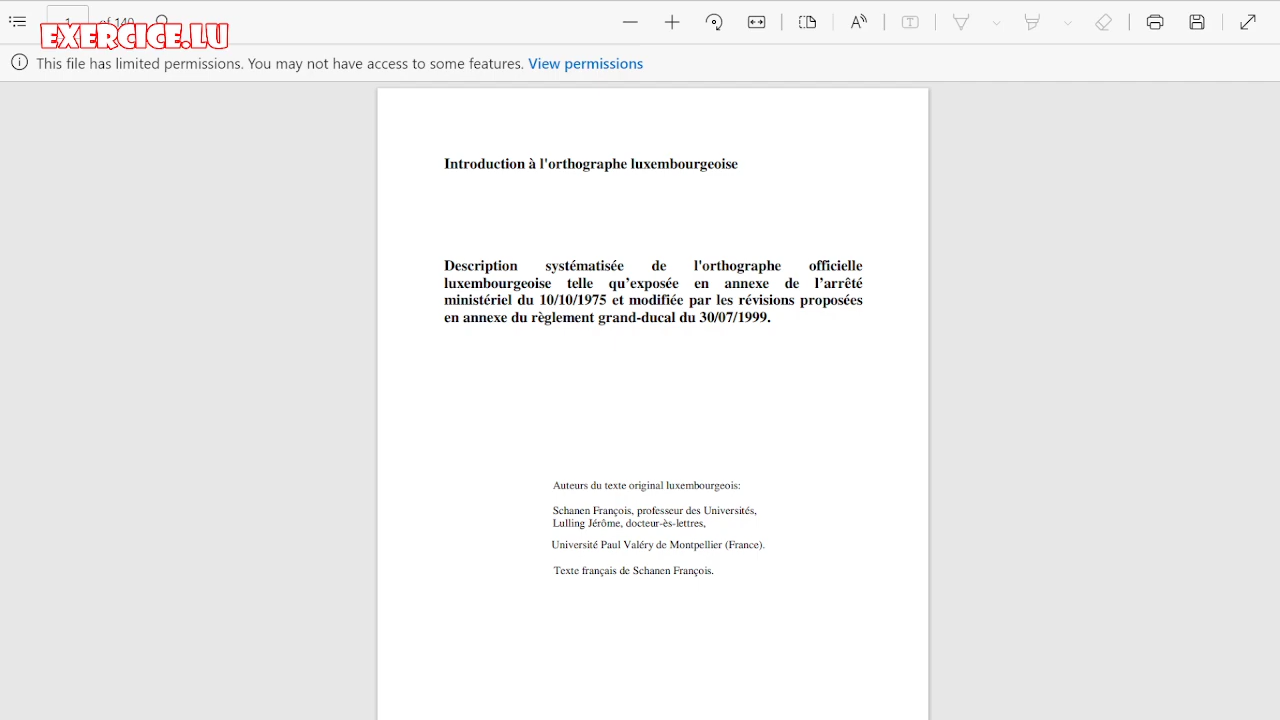 1 of 140
EXERCICE.LU
This file has limited permissions. You may not have access to some features. View permissions
Introduction à l'orthographe luxembourgeoise
Description systématisée de l'orthographe officielle
luxembourgeoise telle qu’exposée en annexe de l’arrêté
ministériel du 10/10/1975 et modifiée par les révisions proposées
en annexe du règlement grand-ducal du 30/07/1999.
Auteurs du texte original luxembourgeois:
Schanen François, professeur des Universités,
Lulling Jérôme, docteur-ès-lettres,
Université Paul Valéry de Montpellier (France).
Texte français de Schanen François.